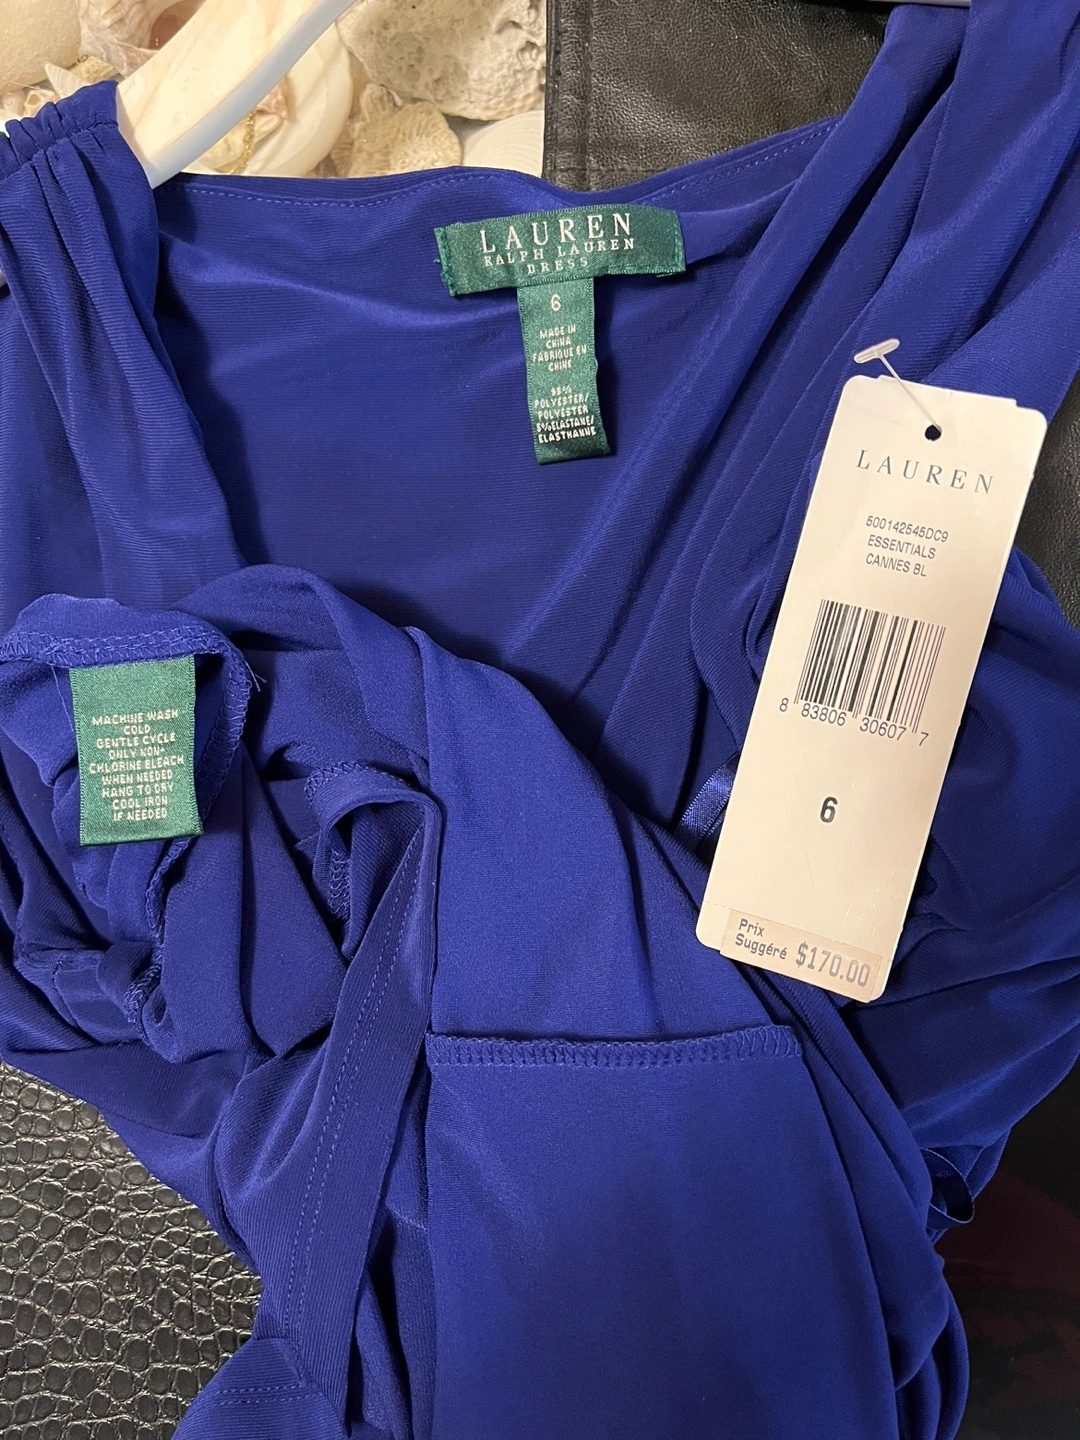 LAUREN
RALPH LAUREN
DRESS
6
MADE IN
CHINA
FABRIQUE EN
CHINE
POLYESTER/
POLYESTER
5%ELASTANE/
ELASTHANNE
LAUREN
500142545DC9
ESSENTIALS
CANNES BL
8 83806 30607 7
6
Prix
Suggéré $170.00
MACHINE WASH
COLD
GENTLE CYCLE
ONLY NON-
CHLORINE BLEACH
WHEN NEEDED
HANG TO DRY
COOL IRON
IF NEEDED